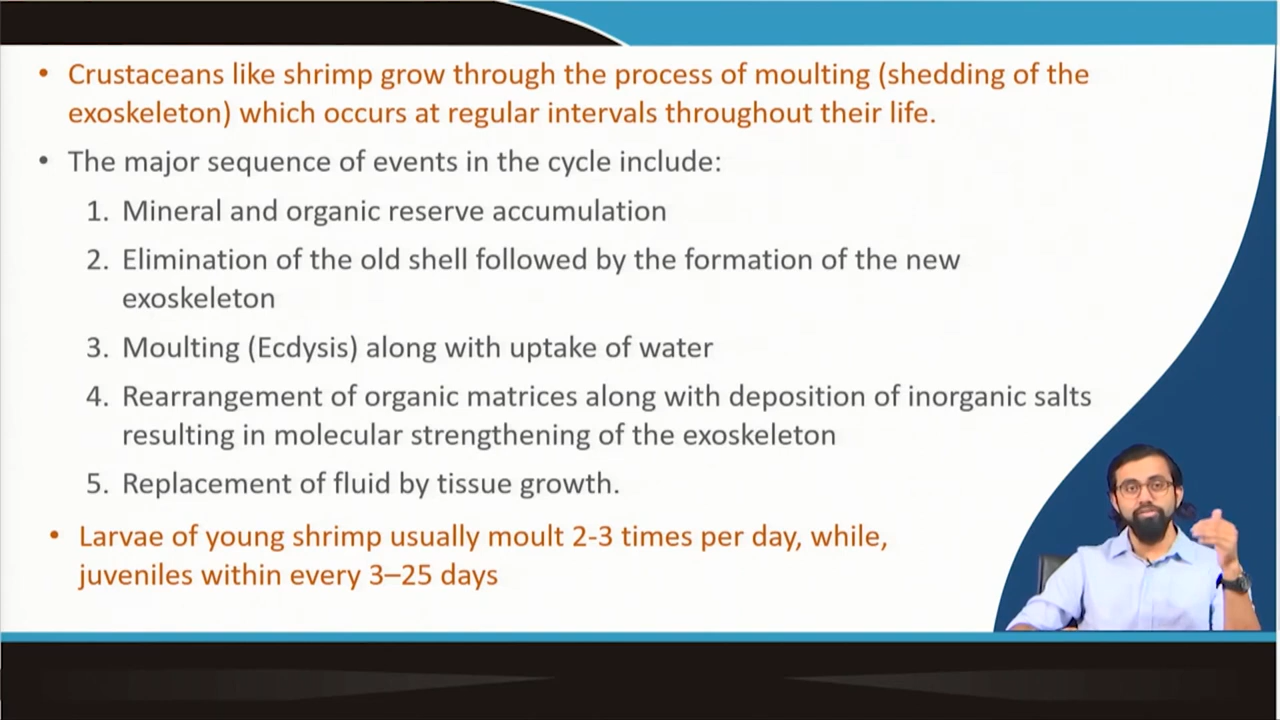 • Crustaceans like shrimp grow through the process of moulting (shedding of the
exoskeleton) which occurs at regular intervals throughout their life.
• The major sequence of events in the cycle include:
1. Mineral and organic reserve accumulation
2. Elimination of the old shell followed by the formation of the new
exoskeleton
3. Moulting (Ecdysis) along with uptake of water
4. Rearrangement of organic matrices along with deposition of inorganic salts
resulting in molecular strengthening of the exoskeleton
5. Replacement of fluid by tissue growth.
• Larvae of young shrimp usually moult 2-3 times per day, while,
juveniles within every 3–25 days